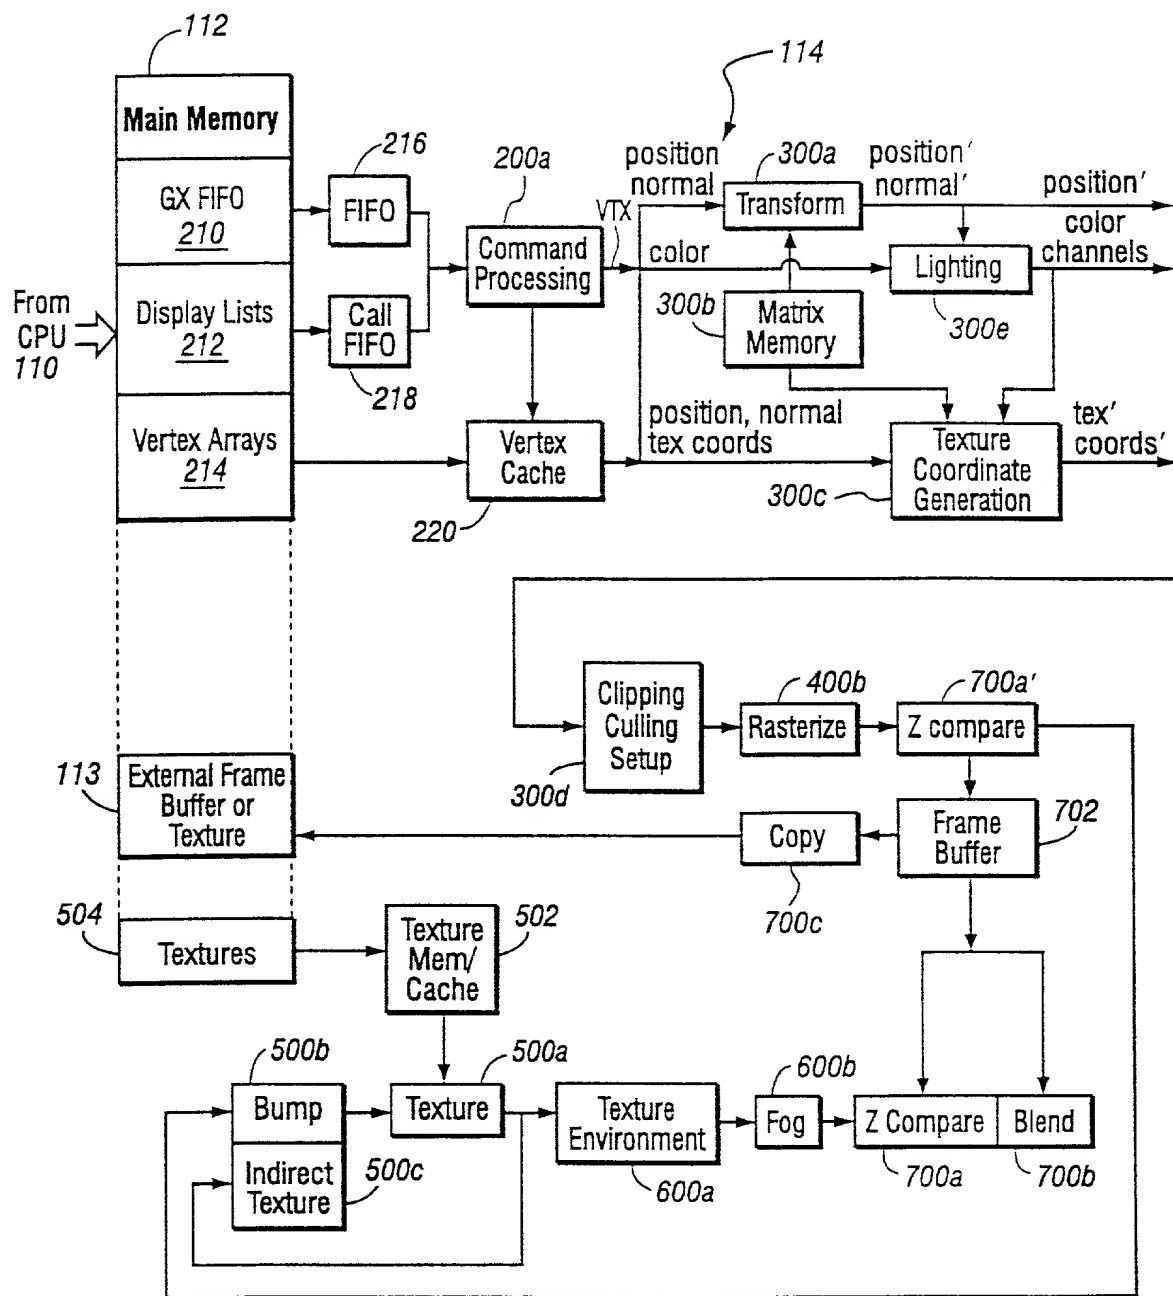 112
114
Main Memory
216
200a
position
normal
300a
position'
normal'
position'
GX FIFO
210
FIFO
VTX
Transform
color
channels
Command
Processing
color
Lighting
From
CPU
110
Display Lists
212
Call
FIFO
300b
Matrix
Memory
300e
218
Vertex Arrays
214
Vertex
Cache
position, normal
tex coords
Texture
Coordinate
Generation
tex'
coords'
220
300c
Clipping
Culling
Setup
400b
700a'
Rasterize
Z compare
300d
113
External Frame
Buffer or
Texture
Copy
Frame
Buffer
702
700c
504
Textures
Texture
Mem/
Cache
502
500b
500a
600b
Bump
Texture
Texture
Environment
Fog
Z Compare
Blend
Indirect
Texture
500c
600a
700a
700b